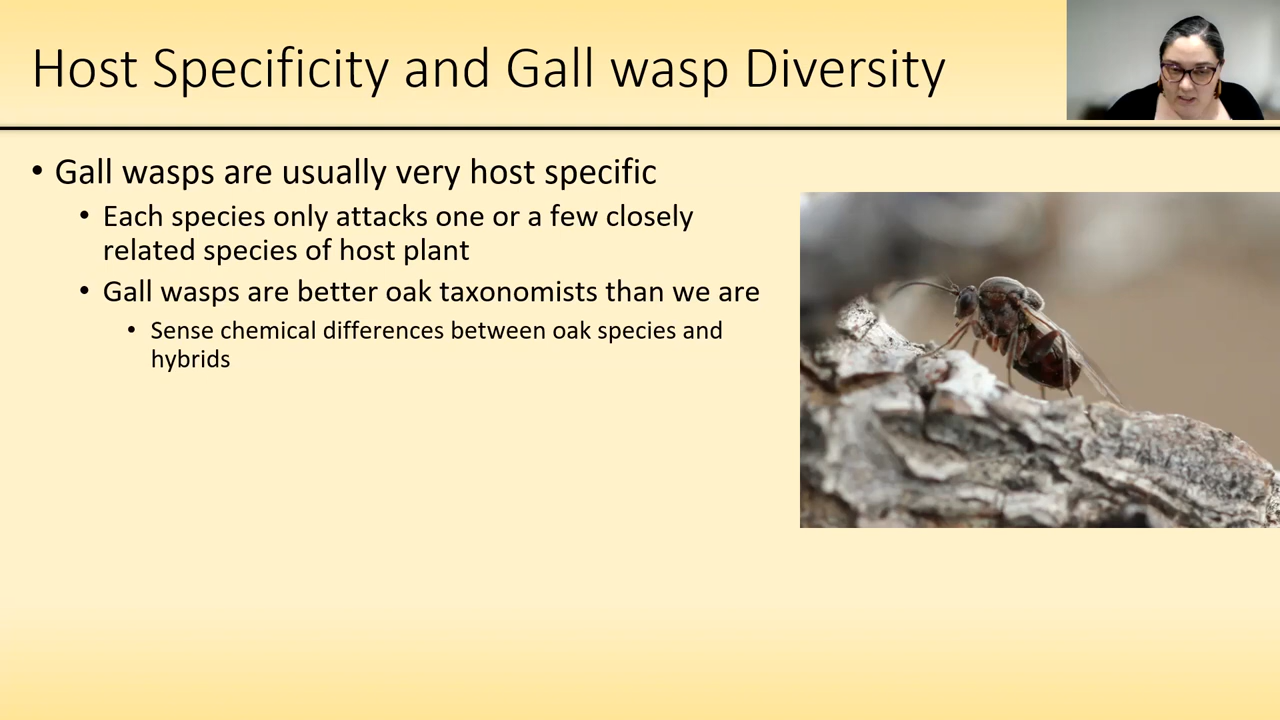 Host Specificity and Gall wasp Diversity
• Gall wasps are usually very host specific
• Each species only attacks one or a few closely
related species of host plant
• Gall wasps are better oak taxonomists than we are
• Sense chemical differences between oak species and
hybrids